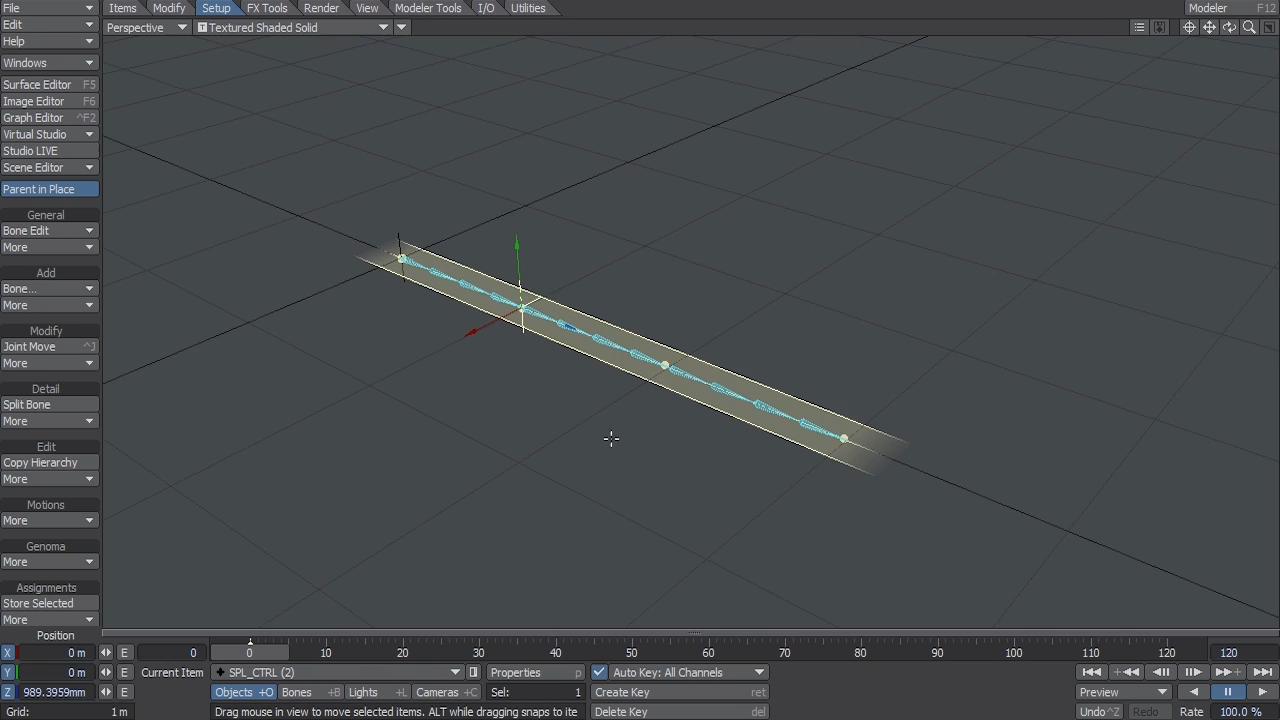 File Items Modify Setup FX Tools Render View Modeler Tools I/O Utilities Modeler F12
Edit Perspective T Textured Shaded Solid
Help
Windows
Surface Editor F5
Image Editor F6
Graph Editor ^F2
Virtual Studio
Studio LIVE
Scene Editor
Parent in Place
General
Bone Edit
More
Add
Bone...
More
Modify
Joint Move ^J
More
Detail
Split Bone
More
Edit
Copy Hierarchy
More
Motions
More
Genoma
More
Assignments
Store Selected
More
Position
X 0 m E 0 0 10 20 30 40 50 60 70 80 90 100 110 120 120
Y 0 m E Current Item SPL_CTRL (2) Properties p Auto Key: All Channels
Z 989.3959mm E Objects +O Bones +B Lights +L Cameras +C Sel: 1 Create Key ret Preview
Grid: 1 m Drag mouse in view to move selected items. ALT while dragging snaps to ite Delete Key del Undo ^Z Redo Rate 100.0 %